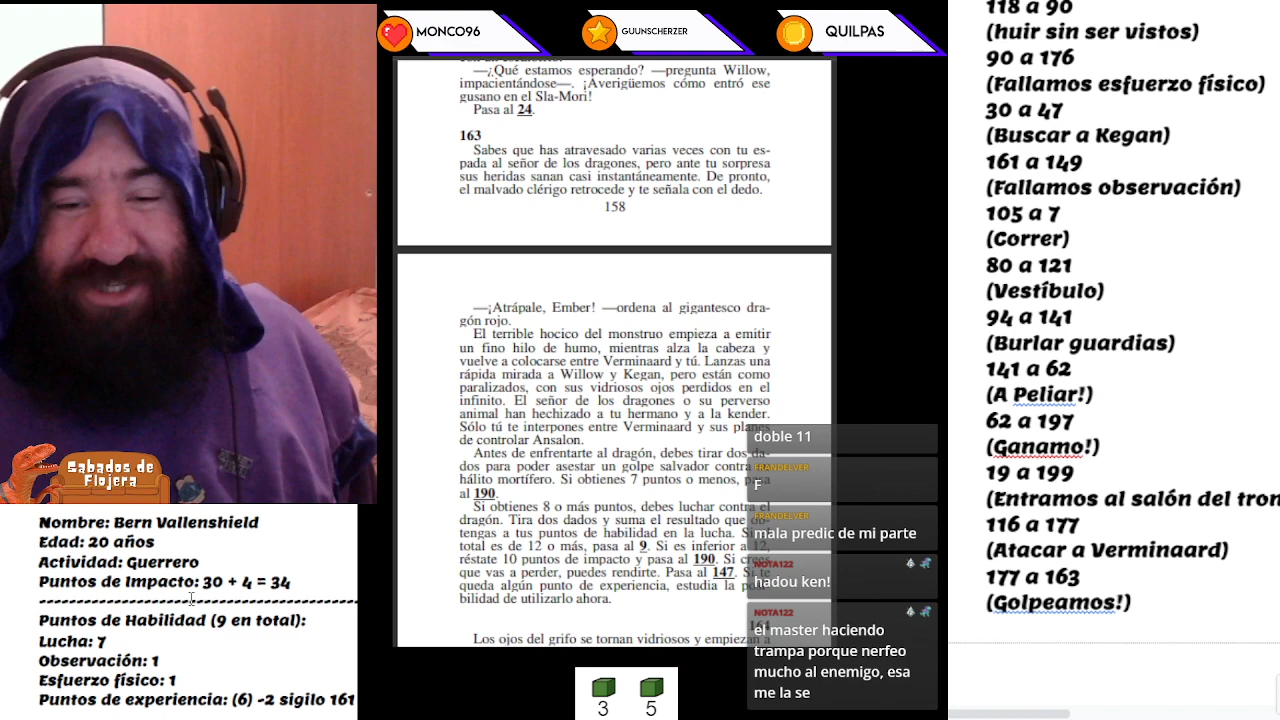 MONCO96
GUUNSCHERZER
QUILPAS
—¿Qué estamos esperando? —pregunta Willow,
impacientándose—. ¡Averigüemos cómo entró ese
gusano en el Sla-Mori!
Pasa al 24.
163
Sabes que has atravesado varias veces con tu es-
pada al señor de los dragones, pero ante tu sorpresa
sus heridas sanan casi instantáneamente. De pronto,
el malvado clérigo retrocede y te señala con el dedo.
158
—¡Atrápale, Ember! —ordena al gigantesco dra-
gón rojo.
El terrible hocico del monstruo empieza a emitir
un fino hilo de humo, mientras alza la cabeza y
vuelve a colocarse entre Verminaard y tú. Lanzas una
rápida mirada a Willow y Kegan, pero están como
paralizados, con sus vidriosos ojos perdidos en el
infinito. El señor de los dragones o su perverso
animal han hechizado a tu hermano y a la kender.
Sólo tú te interpones entre Verminaard y sus planes
de controlar Ansalon.
Antes de enfrentarte al dragón, debes tirar dos da-
dos para poder asestar un golpe salvador contra
hálito mortífero. Si obtienes 7 puntos o menos,
al 190.
Si obtienes 8 o más puntos, debes luchar contra
dragón. Tira dos dados y suma el resultado que
tengas a tus puntos de habilidad en la lucha. Si
total es de 12 o más, pasa al 9. Si es inferior a 12,
réstate 10 puntos de impacto y pasa al 190. Si
que vas a perder, puedes rendirte. Pasa al 147. Si te
queda algún punto de experiencia, estudia la
bilidad de utilizarlo ahora.
164
Los ojos del grifo se tornan vidriosos y empiezan a
doble 11
FRANDELVER
F
FRANDELVER
mala predic de mi parte
NOTA122
hadou ken!
NOTA122
el master haciendo
trampa porque nerfeo
mucho al enemigo, esa
me la se
3 5
Sabados de
Flojera
Nombre: Bern Vallenshield
Edad: 20 años
Actividad: Guerrero
Puntos de Impacto: 30 + 4 = 34
Puntos de Habilidad (9 en total):
Lucha: 7
Observación: 1
Esfuerzo físico: 1
Puntos de experiencia: (6) -2 sigilo 161
118 a 90
(huir sin ser vistos)
90 a 176
(Fallamos esfuerzo físico)
30 a 47
(Buscar a Kegan)
161 a 149
(Fallamos observación)
105 a 7
(Correr)
80 a 121
(Vestíbulo)
94 a 141
(Burlar guardias)
141 a 62
(A Peliar!)
62 a 197
(Ganamo!)
19 a 199
(Entramos al salón del tron
116 a 177
(Atacar a Verminaard)
177 a 163
(Golpeamos!)